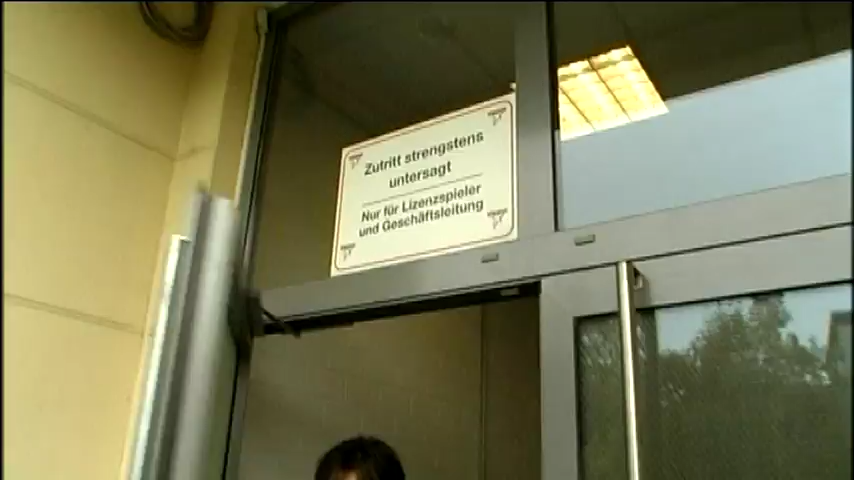 Zutritt strengstens
untersagt
Nur für Lizenzspieler
und Geschäftsleitung